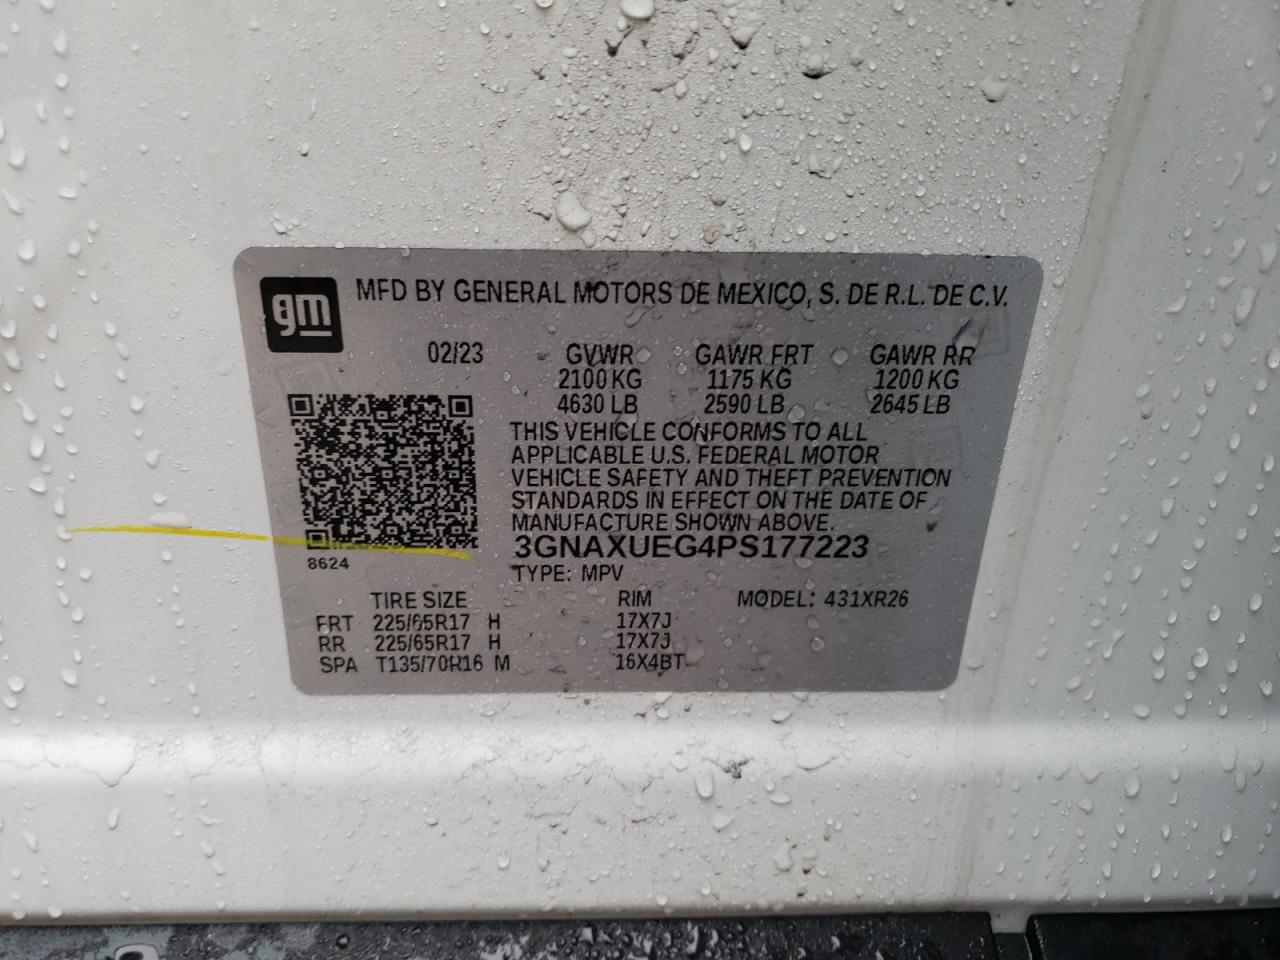 gm
MFD BY GENERAL MOTORS DE MEXICO, S. DE R.L. DE C.V.
02/23 GVWR GAWR FRT GAWR RR
2100 KG 1175 KG 1200 KG
4630 LB 2590 LB 2645 LB
THIS VEHICLE CONFORMS TO ALL
APPLICABLE U.S. FEDERAL MOTOR
VEHICLE SAFETY AND THEFT PREVENTION
STANDARDS IN EFFECT ON THE DATE OF
MANUFACTURE SHOWN ABOVE.
3GNAXUEG4PS177223
8624
TYPE: MPV
TIRE SIZE RIM MODEL: 431XR26
FRT 225/65R17 H 17X7J
RR 225/65R17 H 17X7J
SPA T135/70R16 M 16X4BT